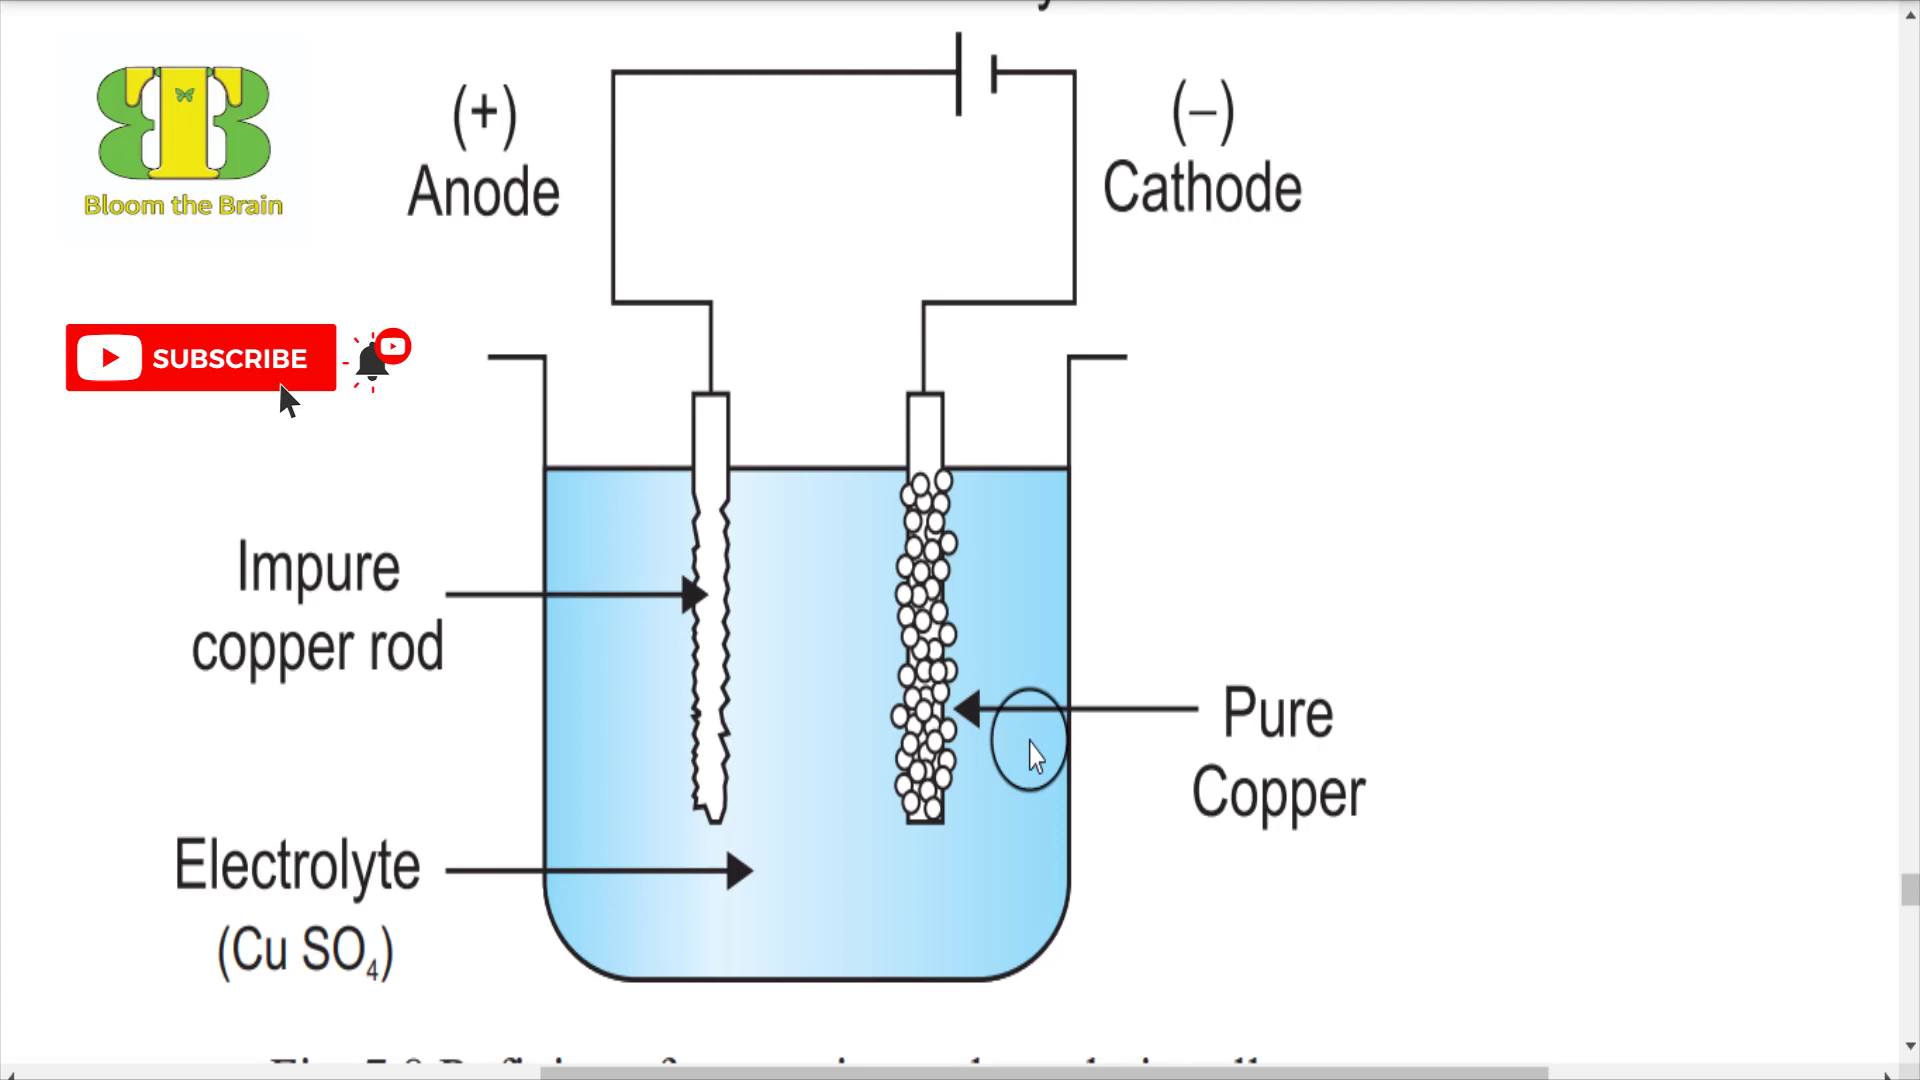 (+)
Anode
(–)
Cathode
Bloom the Brain
SUBSCRIBE
Impure
copper rod
Pure
Copper
Electrolyte
(Cu SO₄)